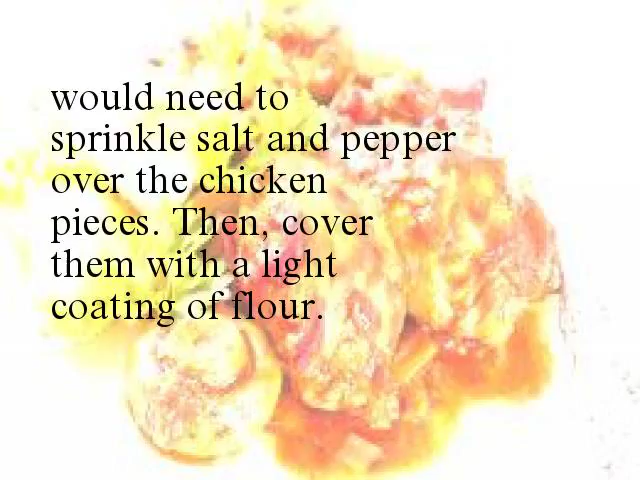 would need to
sprinkle salt and pepper
over the chicken
pieces. Then, cover
them with a light
coating of flour.